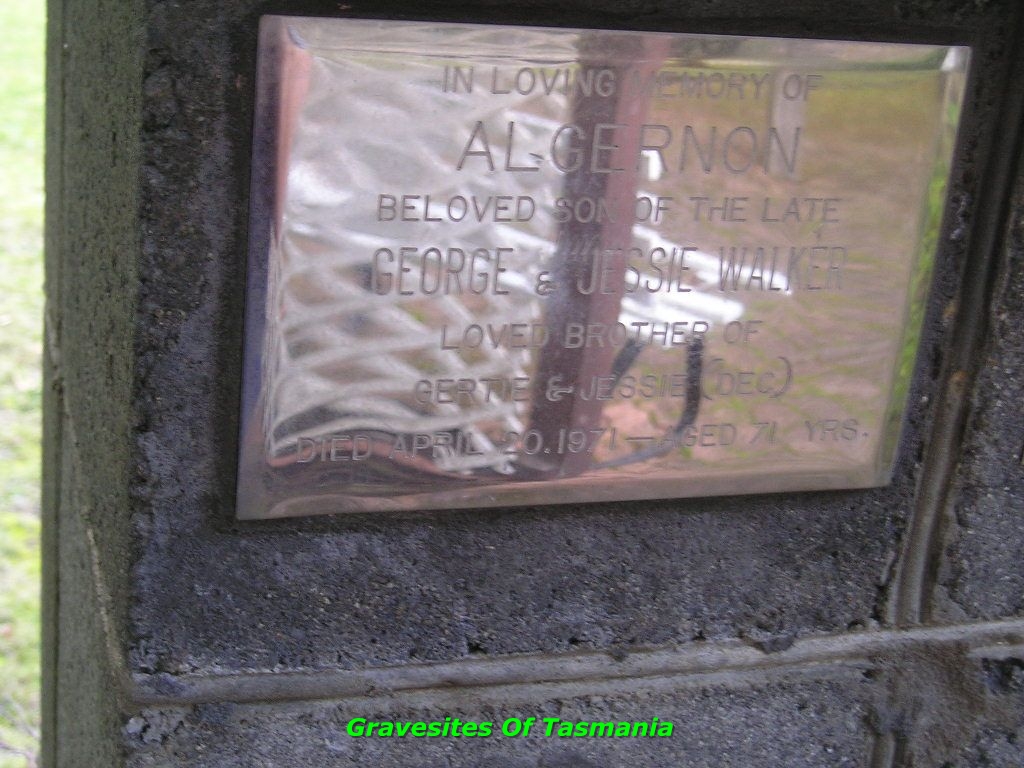 IN LOVING MEMORY OF
ALGERNON
BELOVED SON OF THE LATE
GEORGE & JESSIE WALKER
LOVED BROTHER OF
GERTIE & JESSIE (DEC)
DIED APRIL 20.1971 — AGED 71 YRS.
Gravesites Of Tasmania